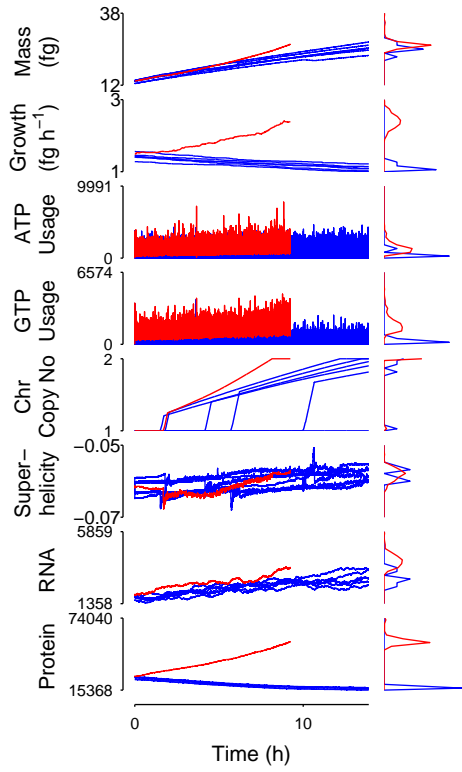 38
Mass
(fg)
12
3
Growth
(fg h−1)
1
9991
ATP
Usage
0
6574
GTP
Usage
0
2
Chr
Copy No
1
−0.05
Super−
helicity
−0.07
5859
RNA
1358
74040
Protein
15368
0
10
Time (h)